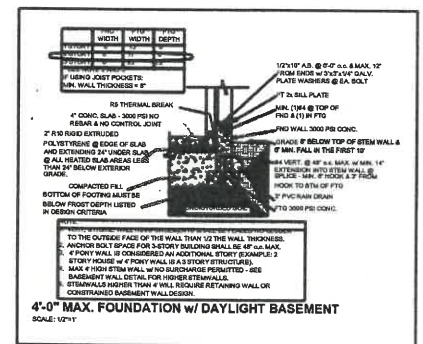 FND WIDTH
FTG WIDTH
FTG DEPTH
STORY
STORY
STORY
IF USING JOIST POCKETS:
MIN. WALL THICKNESS = 8"
R5 THERMAL BREAK
4" CONC. SLAB - 3000 PSI NO
REBAR & NO CONTROL JOINT
2" R10 RIGID EXTRUDED
POLYSTYRENE @ EDGE OF SLAB
AND EXTENDING 24" UNDER SLAB
@ ALL HEATED SLAB AREAS LESS
THAN 24" BELOW EXTERIOR
GRADE.
COMPACTED FILL
BOTTOM OF FOOTING MUST BE
BELOW FROST DEPTH LISTED
IN DESIGN CRITERIA
1/2"x10" A.B. @ 6'-0" o.c. & MAX. 12"
FROM ENDS w/ 3"x3"x1/4" GALV.
PLATE WASHERS @ EA. BOLT
PT 2x SILL PLATE
MIN. (1)#4 @ TOP OF
FND & (1) IN FTG
FND WALL 3000 PSI CONC.
GRADE 8" BELOW TOP OF STEM WALL &
6" MIN. FALL IN THE FIRST 10'
#4 VERT. @ 48" o.c. MAX. w/ MIN. 14"
EXTENSION INTO STEM WALL @
SPLICE - MIN. 6" HOOK & 3" FROM
HOOK TO BTM OF FTG
3" PVC RAIN DRAIN
FTG 3000 PSI CONC.
UNDISTURBED SOIL
NOTE:
TO THE OUTSIDE FACE OF THE WALL THAN 1/2 THE WALL THICKNESS.
2. ANCHOR BOLT SPACE FOR 3-STORY BUILDING SHALL BE 48" o.c. MAX.
3. 4' PONY WALL IS CONSIDERED AN ADDITIONAL STORY (EXAMPLE: 2
STORY HOUSE w/ 4' PONY WALL IS A 3 STORY STRUCTURE).
4. MAX 4' HIGH STEM WALL w/ NO SURCHARGE PERMITTED - SEE
BASEMENT WALL DETAIL FOR HIGHER STEMWALLS.
5. STEMWALLS HIGHER THAN 4' WILL REQUIRE RETAINING WALL OR
CONSTRAINED BASEMENT WALL DESIGN.
4'-0" MAX. FOUNDATION w/ DAYLIGHT BASEMENT
SCALE: 1/2"=1'